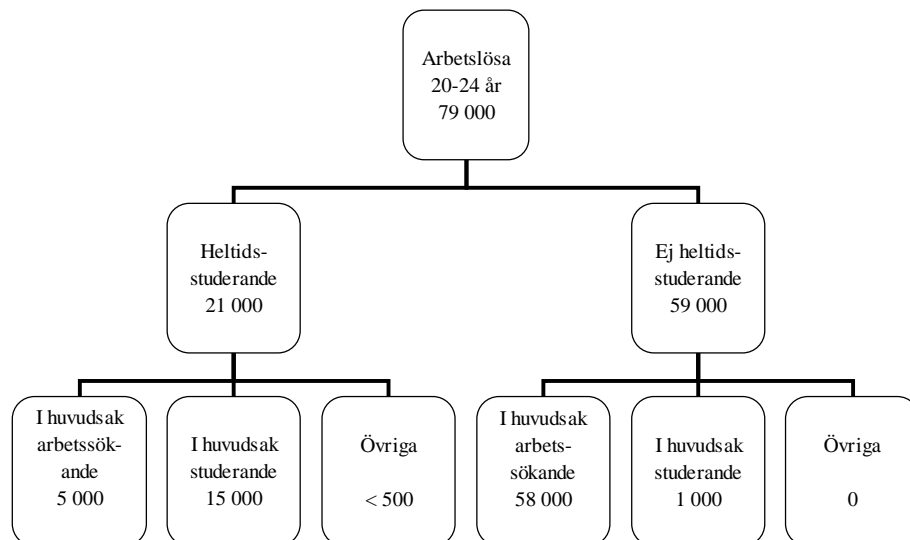 Arbetslösa
20-24 år
79 000
Heltids-
studerande
21 000
Ej heltids-
studerande
59 000
I huvudsak
arbetssök-
ande
5 000
I huvudsak
studerande
15 000
Övriga
< 500
I huvudsak
arbets-
sökande
58 000
I huvudsak
studerande
1 000
Övriga
0